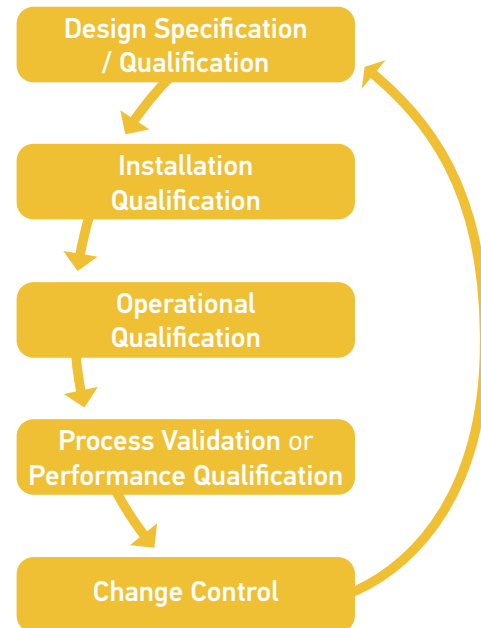 Design Specification
/ Qualification
Installation
Qualification
Operational
Qualification
Process Validation or
Performance Qualification
Change Control